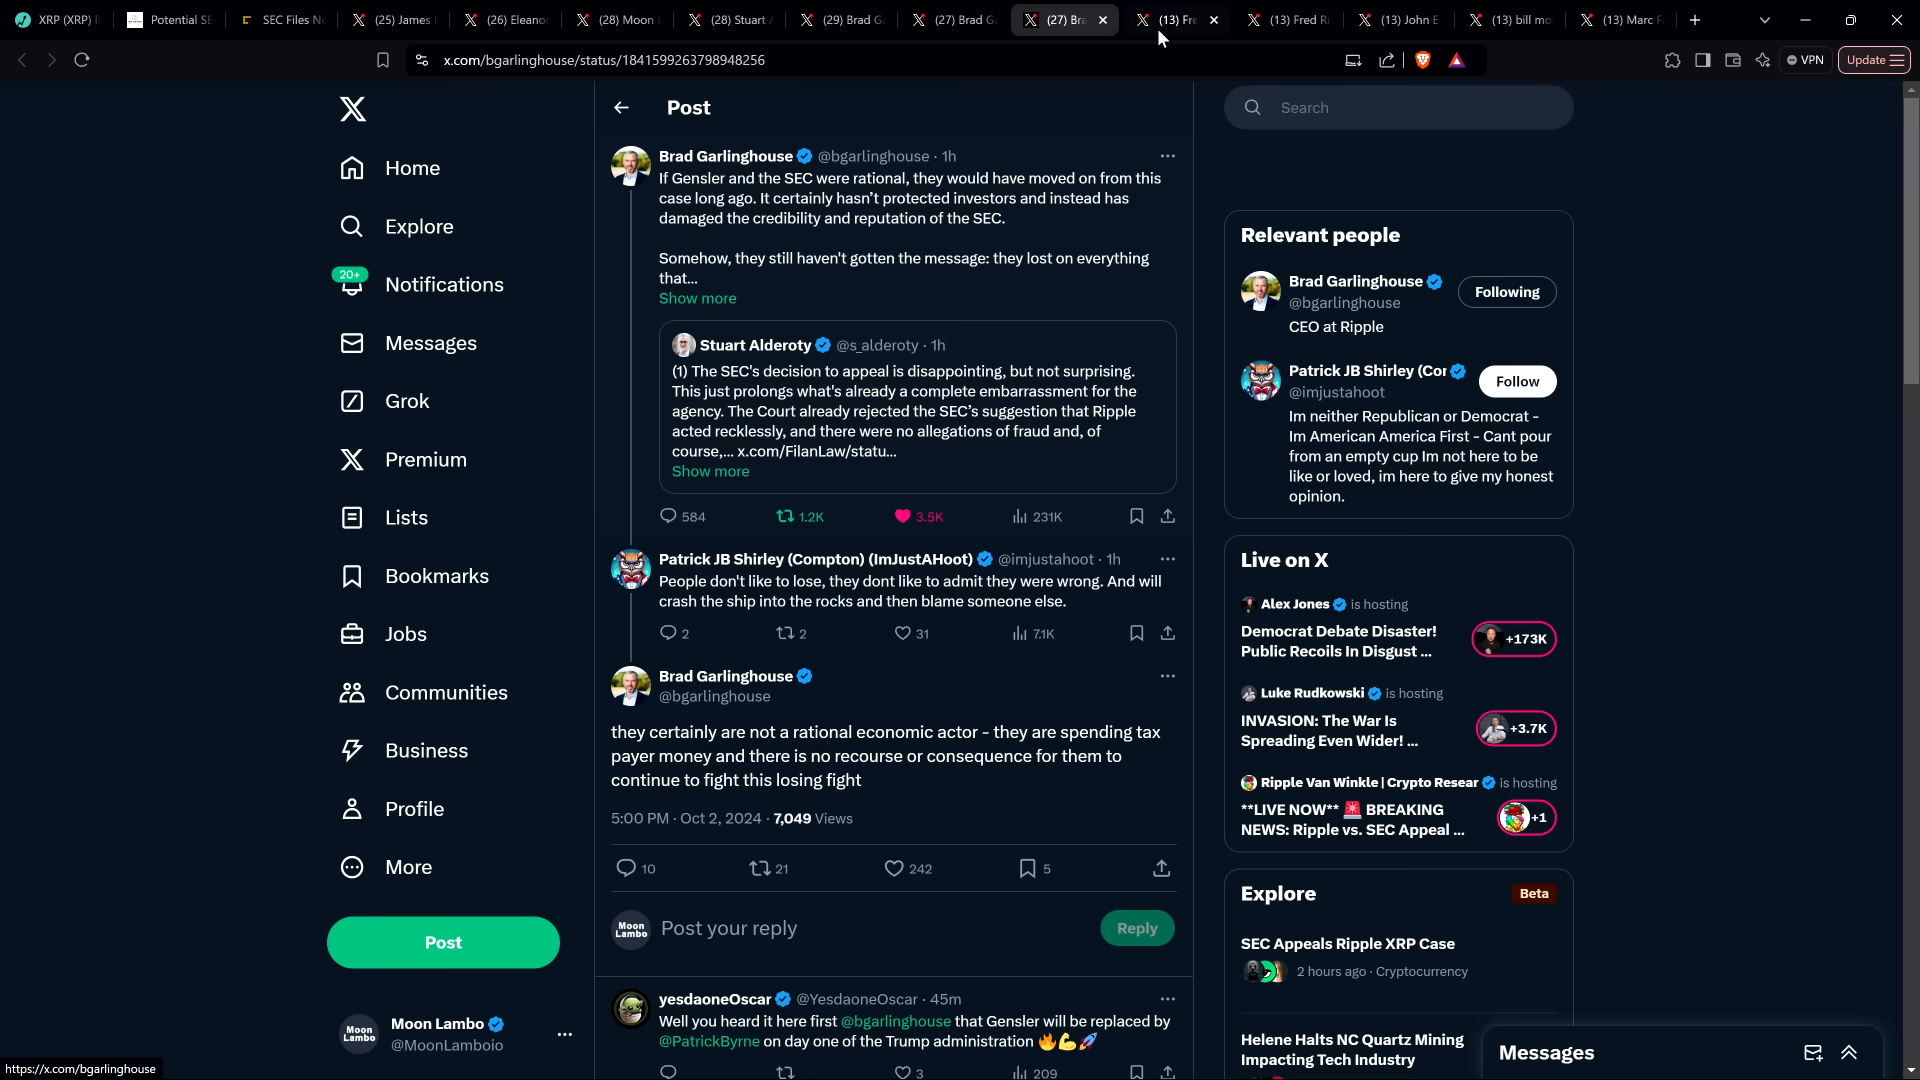 XRP (XRP) li
Potential SE
SEC Files No
(25) James
(26) Eleanor
(28) Moon L
(28) Stuart A
(29) Brad Ga
(27) Brad Ga
(27) Bra
(13) Fre
(13) Fred Ri
(13) John E
(13) bill mo
(13) Marc F
x.com/bgarlinghouse/status/1841599263798948256
VPN
Update
Home
Explore
20+
Notifications
Messages
Grok
Premium
Lists
Bookmarks
Jobs
Communities
Business
Profile
More
Post
Moon Lambo
Moon Lambo
@MoonLamboio
https://x.com/bgarlinghouse
Post
Brad Garlinghouse @bgarlinghouse · 1h
If Gensler and the SEC were rational, they would have moved on from this
case long ago. It certainly hasn’t protected investors and instead has
damaged the credibility and reputation of the SEC.
Somehow, they still haven't gotten the message: they lost on everything
that...
Show more
Stuart Alderoty @s_alderoty · 1h
(1) The SEC's decision to appeal is disappointing, but not surprising.
This just prolongs what's already a complete embarrassment for the
agency. The Court already rejected the SEC’s suggestion that Ripple
acted recklessly, and there were no allegations of fraud and, of
course,... x.com/FilanLaw/statu...
Show more
584 1.2K 3.5K 231K
Patrick JB Shirley (Compton) (ImJustAHoot) @imjustahoot · 1h
People don't like to lose, they dont like to admit they were wrong. And will
crash the ship into the rocks and then blame someone else.
2 2 31 7.1K
Brad Garlinghouse
@bgarlinghouse
they certainly are not a rational economic actor - they are spending tax
payer money and there is no recourse or consequence for them to
continue to fight this losing fight
5:00 PM · Oct 2, 2024 · 7,049 Views
10 21 242 5
Moon Lambo
Post your reply
Reply
yesdaoneOscar @YesdaoneOscar · 45m
Well you heard it here first @bgarlinghouse that Gensler will be replaced by
@PatrickByrne on day one of the Trump administration 🔥💪🚀
3 209
Search
Relevant people
Brad Garlinghouse
@bgarlinghouse
Following
CEO at Ripple
Patrick JB Shirley (Cor
@imjustahoot
Follow
Im neither Republican or Democrat -
Im American America First - Cant pour
from an empty cup Im not here to be
like or loved, im here to give my honest
opinion.
Live on X
Alex Jones is hosting
Democrat Debate Disaster!
Public Recoils In Disgust ...
+173K
Luke Rudkowski is hosting
INVASION: The War Is
Spreading Even Wider! ...
+3.7K
Ripple Van Winkle | Crypto Resear is hosting
**LIVE NOW** 🚨 BREAKING
NEWS: Ripple vs. SEC Appeal ...
+1
Explore
Beta
SEC Appeals Ripple XRP Case
2 hours ago · Cryptocurrency
Helene Halts NC Quartz Mining
Impacting Tech Industry
Messages